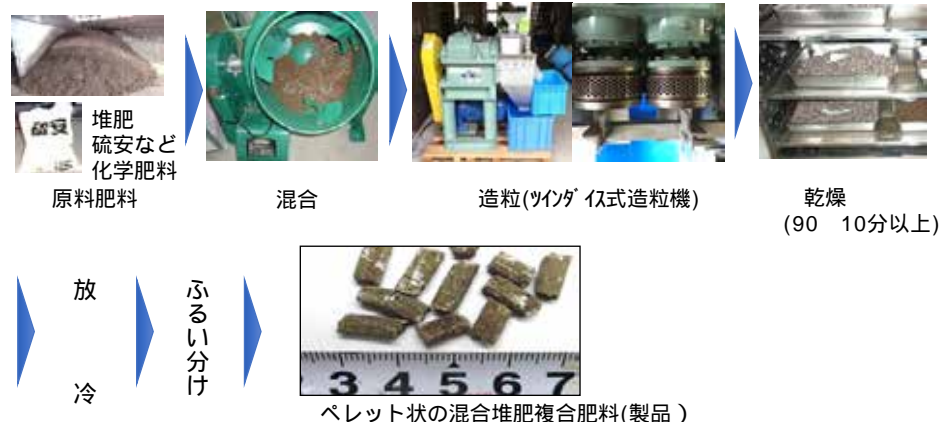 硫安
堆肥
硫安など
化学肥料
原料肥料
混合
造粒(ﾂｲﾝﾀﾞｲｽ式造粒機)
乾燥
(90　10分以上)
放　冷
ふるい分け
3 4 5 6 7
ペレット状の混合堆肥複合肥料(製品 )